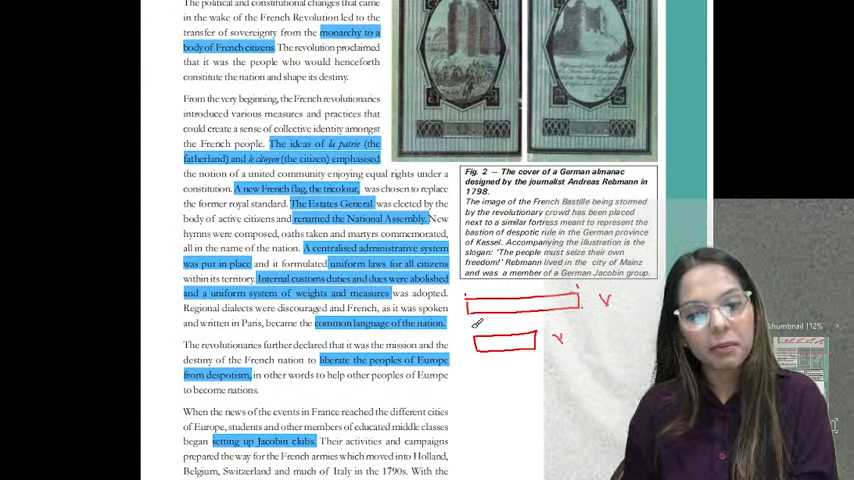 The political and constitutional changes that came
in the wake of the French Revolution led to the
transfer of sovereignty from the monarchy to a
body of French citizens. The revolution proclaimed
that it was the people who would henceforth
constitute the nation and shape its destiny.
From the very beginning, the French revolutionaries
introduced various measures and practices that
could create a sense of collective identity amongst
the French people. The ideas of la patrie (the
fatherland) and le citoyen (the citizen) emphasised
the notion of a united community enjoying equal rights under a
constitution. A new French flag, the tricolour, was chosen to replace
the former royal standard. The Estates General was elected by the
body of active citizens and renamed the National Assembly. New
hymns were composed, oaths taken and martyrs commemorated,
all in the name of the nation. A centralised administrative system
was put in place and it formulated uniform laws for all citizens
within its territory. Internal customs duties and dues were abolished
and a uniform system of weights and measures was adopted.
Regional dialects were discouraged and French, as it was spoken
and written in Paris, became the common language of the nation.
The revolutionaries further declared that it was the mission and the
destiny of the French nation to liberate the peoples of Europe
from despotism, in other words to help other peoples of Europe
to become nations.
When the news of the events in France reached the different cities
of Europe, students and other members of educated middle classes
began setting up Jacobin clubs. Their activities and campaigns
prepared the way for the French armies which moved into Holland,
Belgium, Switzerland and much of Italy in the 1790s. With the
Fig. 2 — The cover of a German almanac
designed by the journalist Andreas Rebmann in
1798.
The image of the French Bastille being stormed
by the revolutionary crowd has been placed
next to a similar fortress meant to represent the
bastion of despotic rule in the German province
of Kassel. Accompanying the illustration is the
slogan: 'The people must seize their own
freedom!' Rebmann lived in the city of Mainz
and was a member of a German Jacobin group.
humbnail 112%